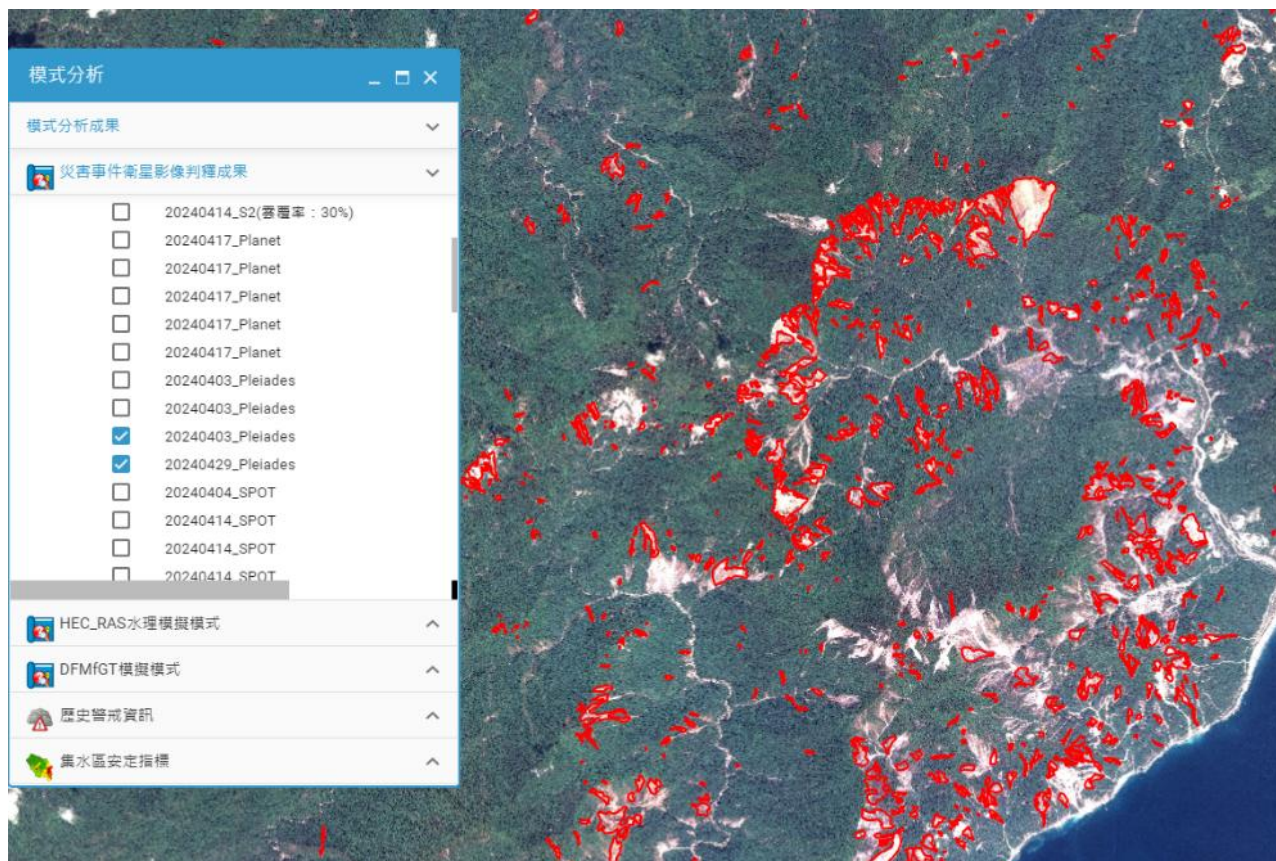 模式分析
模式分析成果
災害事件衛星影像判釋成果
20240414_S2(雲覆率：30%)
20240417_Planet
20240417_Planet
20240417_Planet
20240417_Planet
20240417_Planet
20240403_Pleiades
20240403_Pleiades
20240403_Pleiades
20240429_Pleiades
20240404_SPOT
20240414_SPOT
20240414_SPOT
20240414_SPOT
HEC_RAS水理模擬模式
DFMfGT模擬模式
歷史警戒資訊
集水區安定指標